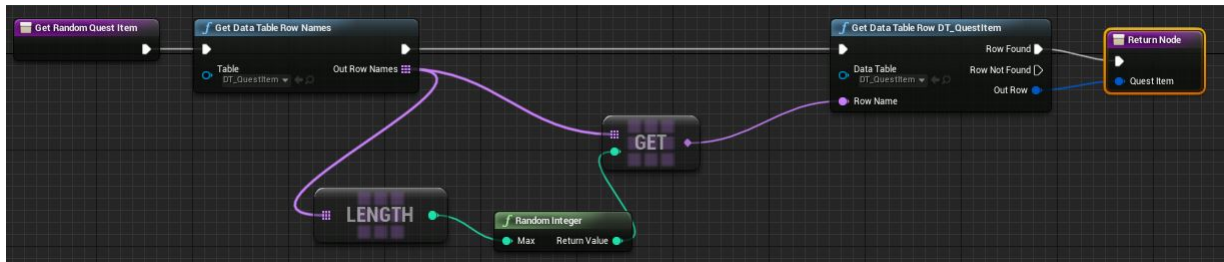 Get Random Quest Item
Get Data Table Row Names
Table
DT_QuestItem
Out Row Names
LENGTH
Random Integer
Max
Return Value
GET
Get Data Table Row DT_QuestItem
Row Found
Data Table
DT_QuestItem
Row Not Found
Out Row
Row Name
Return Node
Quest Item